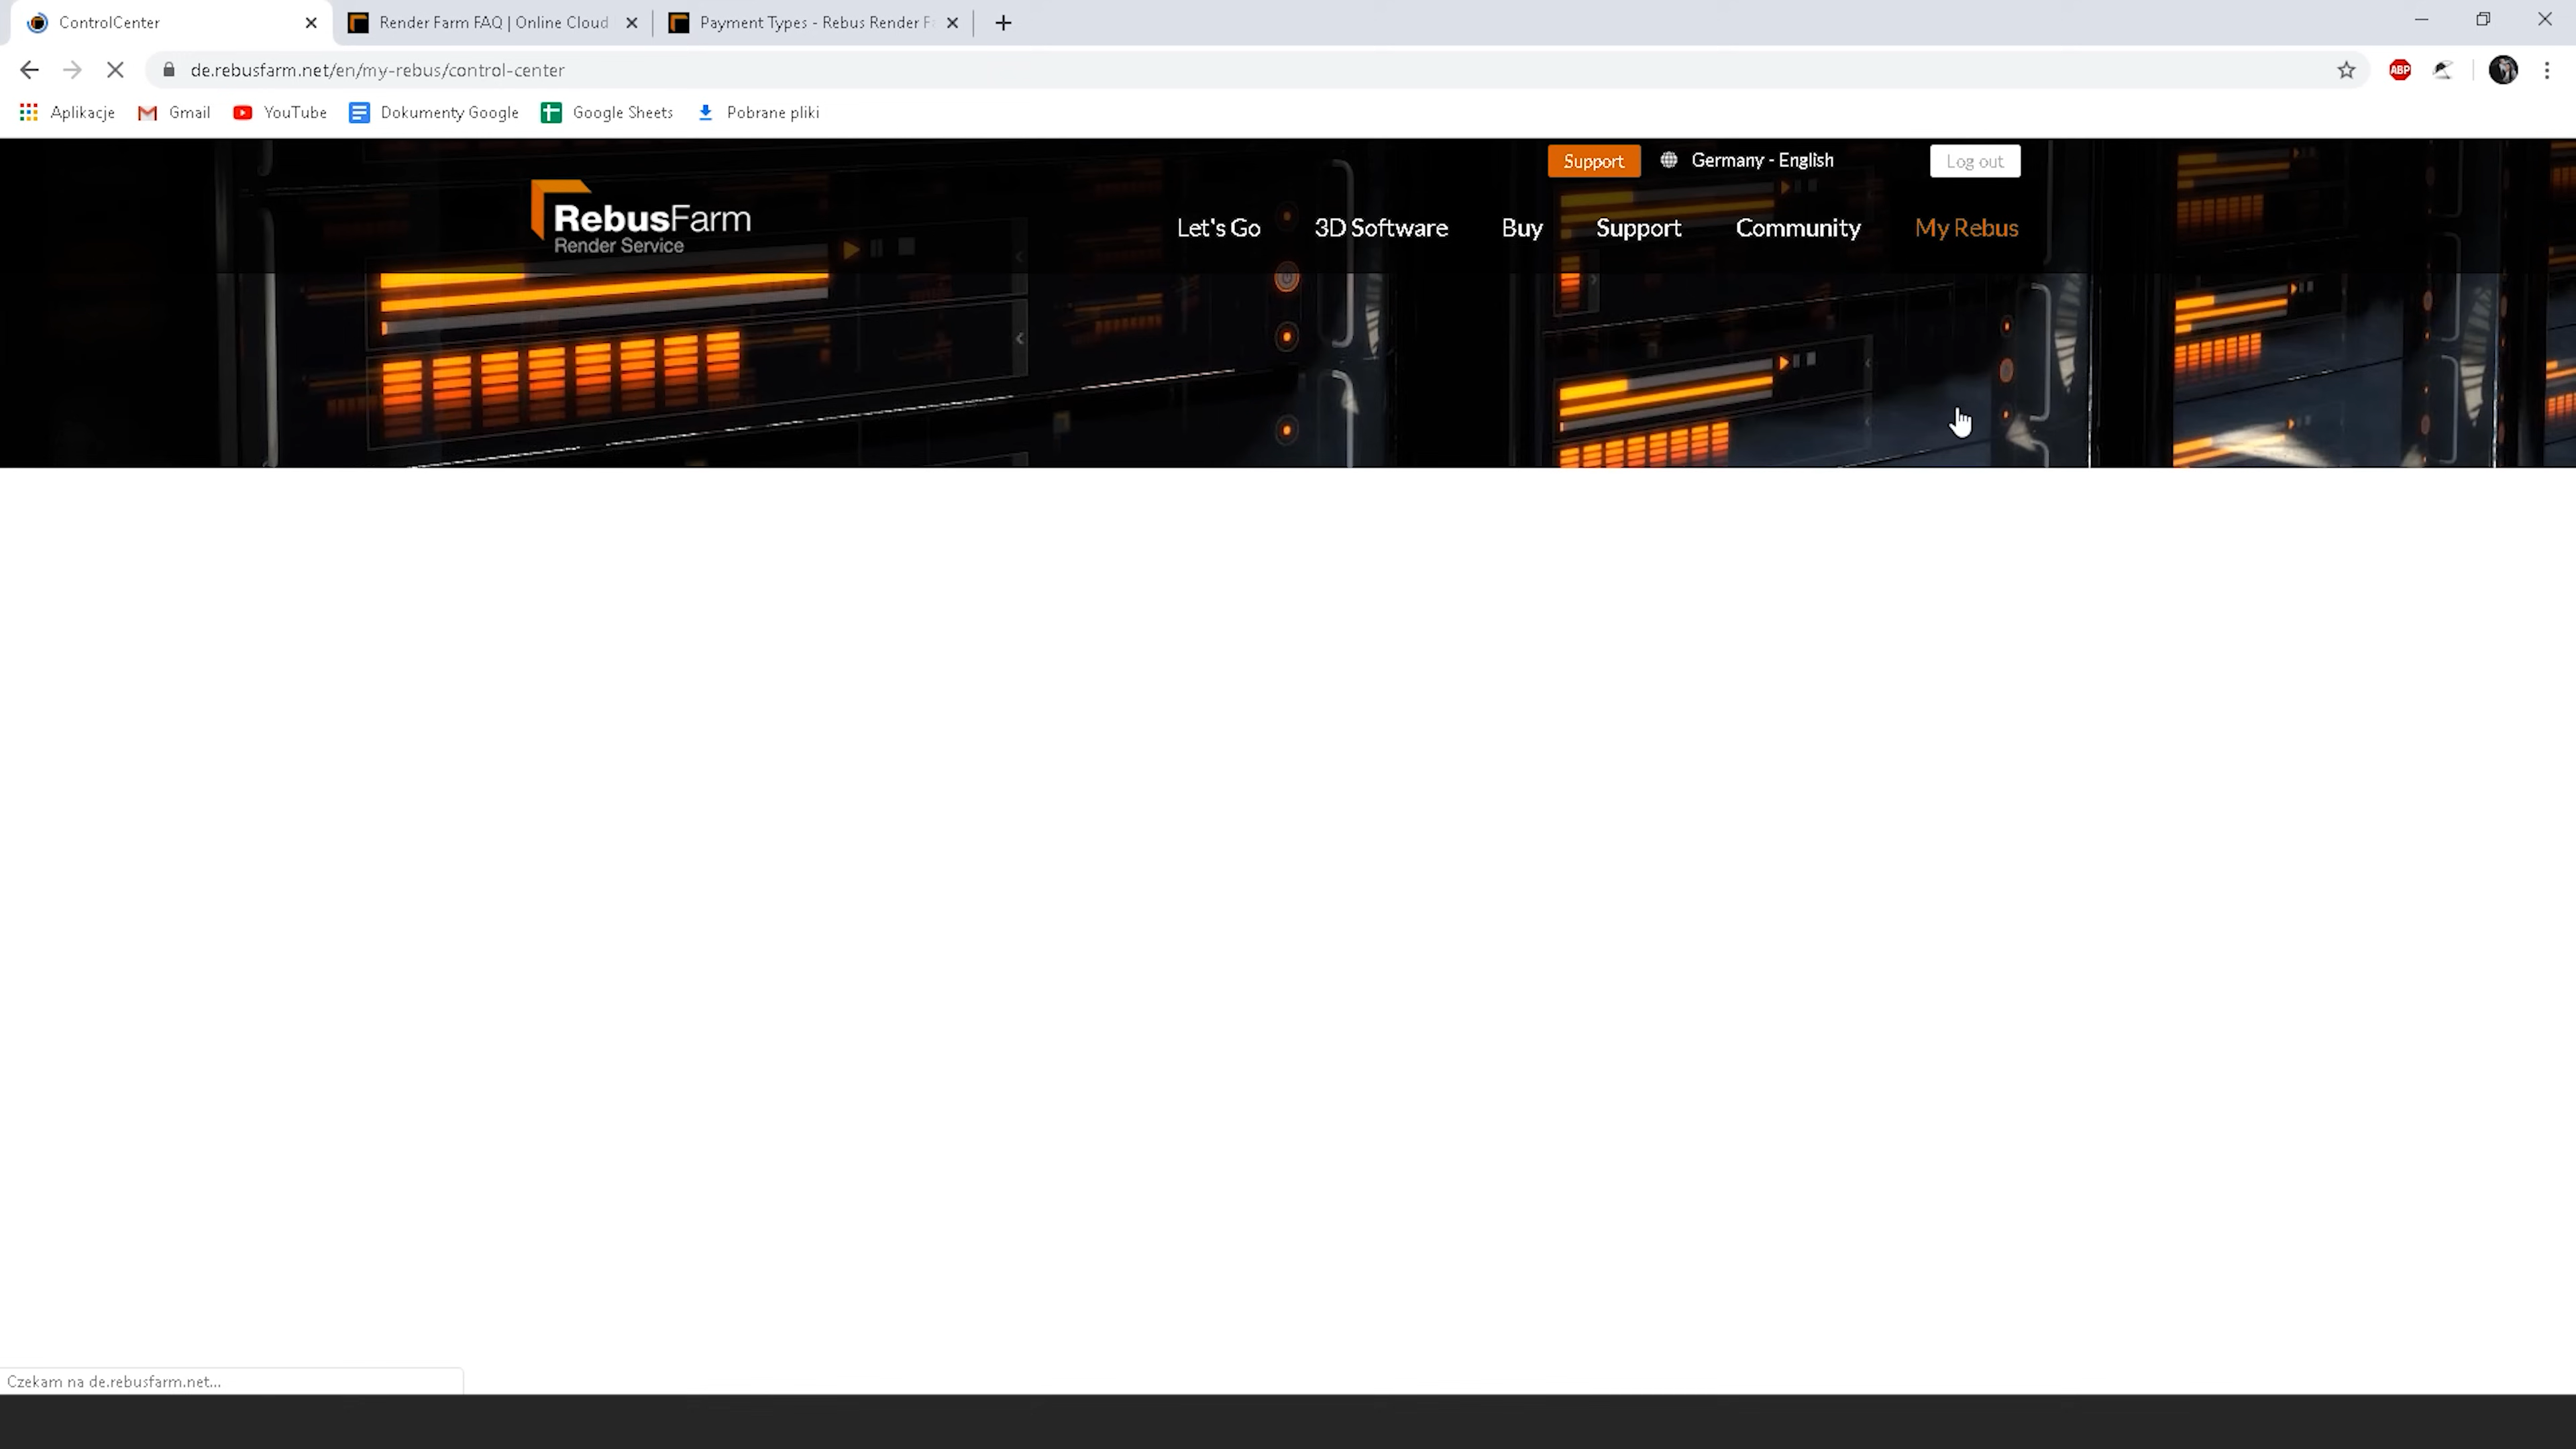 ControlCenter
Render Farm FAQ | Online Cloud
Payment Types - Rebus Render F
de.rebusfarm.net/en/my-rebus/control-center
ABP
Aplikacje
Gmail
YouTube
Dokumenty Google
Google Sheets
Pobrane pliki
Support
Germany - English
Log out
RebusFarm
Render Service
Let's Go
3D Software
Buy
Support
Community
My Rebus
Czekam na de.rebusfarm.net...